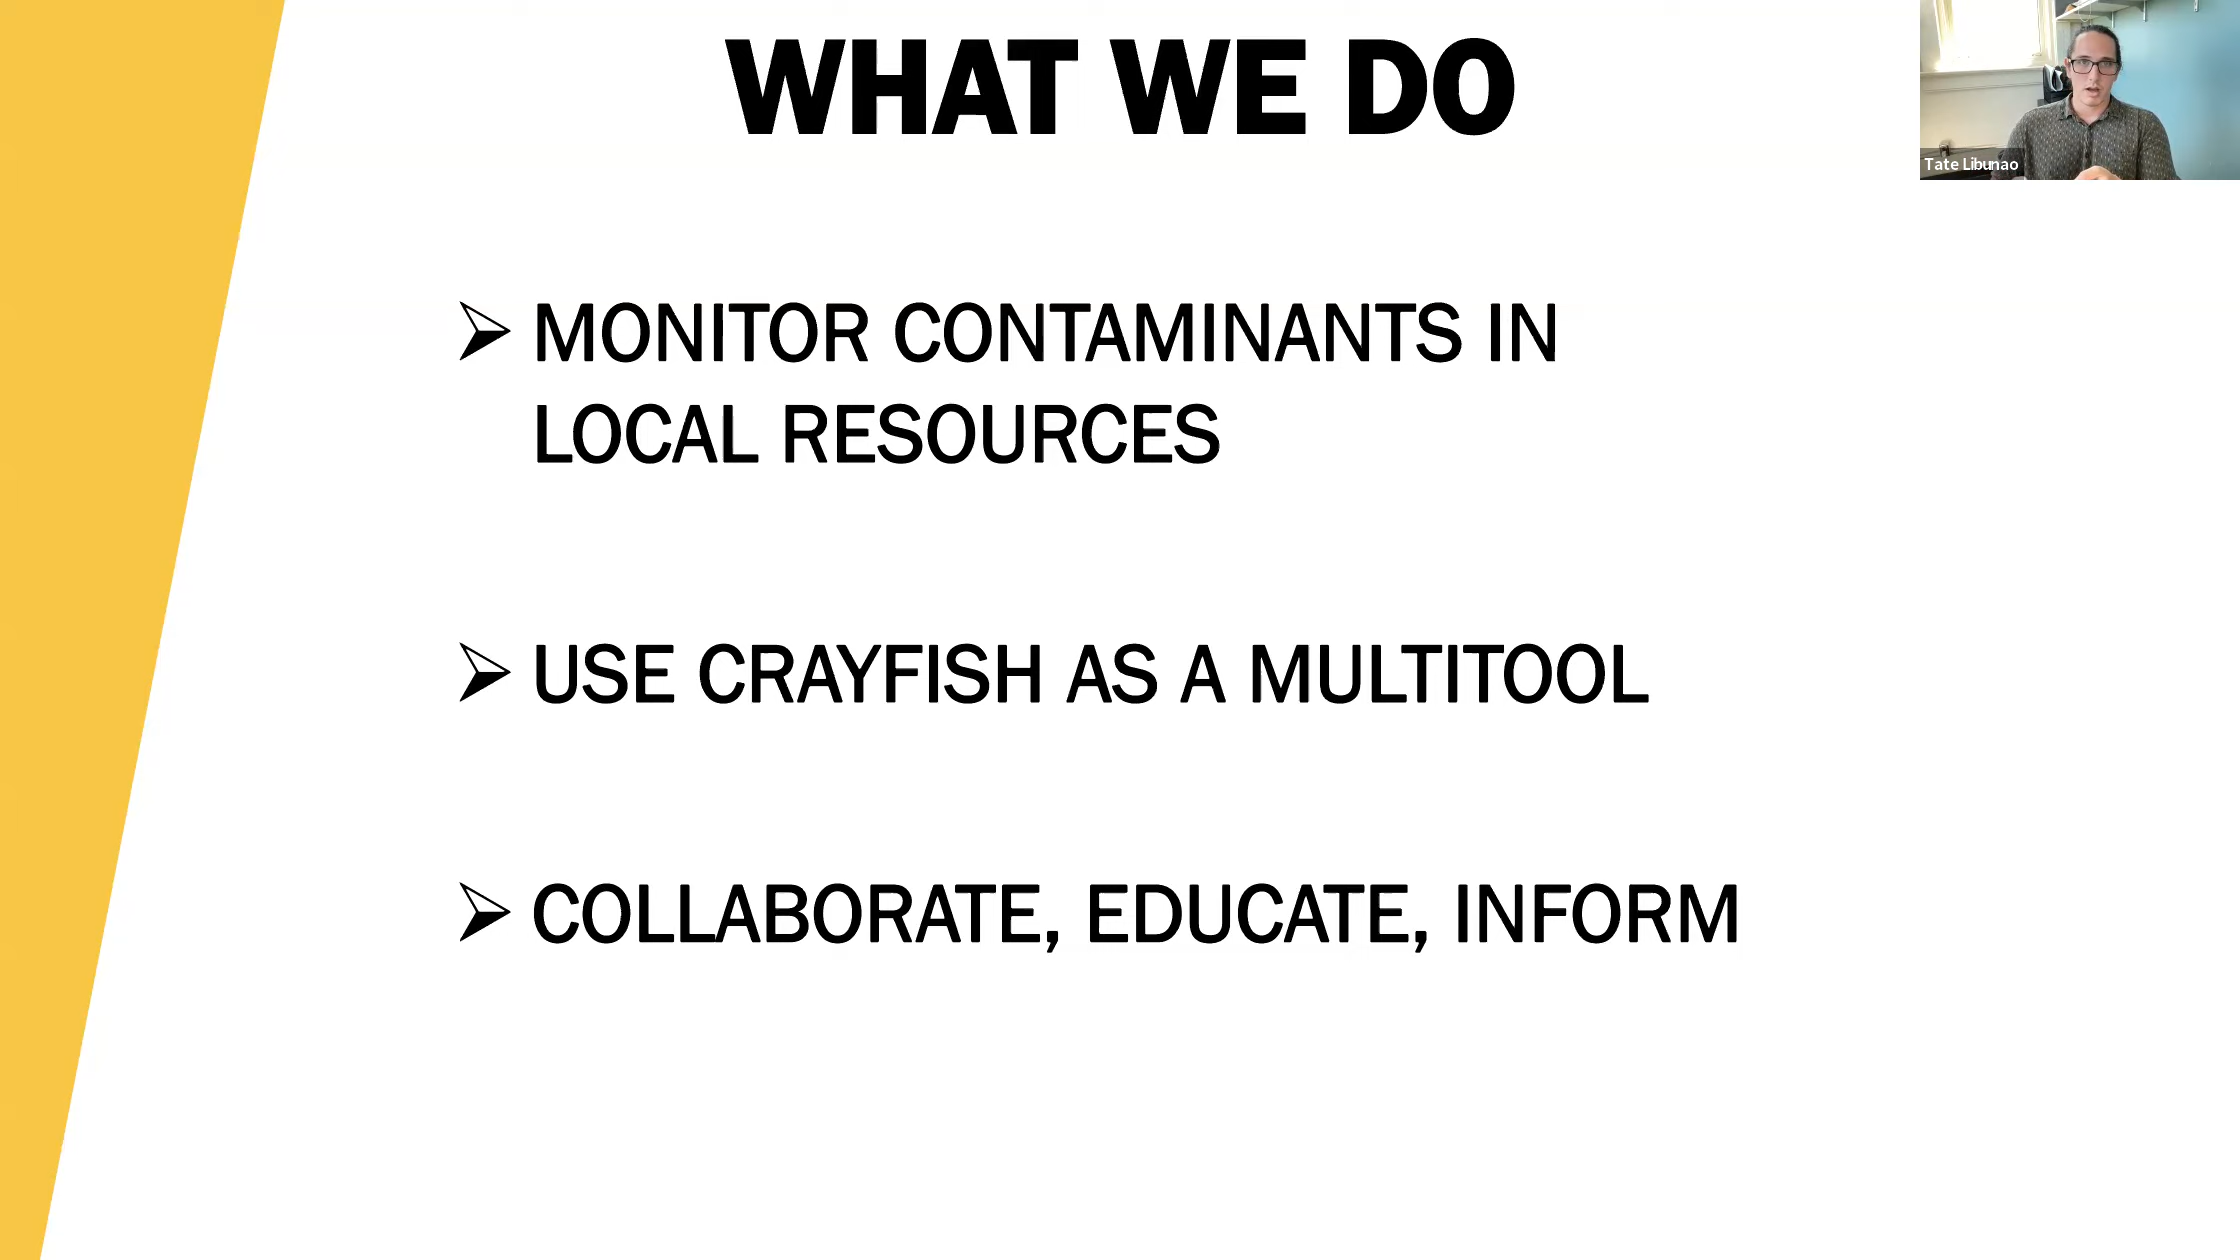 WHAT WE DO
Tate Libunao
➢ MONITOR CONTAMINANTS IN
LOCAL RESOURCES
➢ USE CRAYFISH AS A MULTITOOL
➢ COLLABORATE, EDUCATE, INFORM